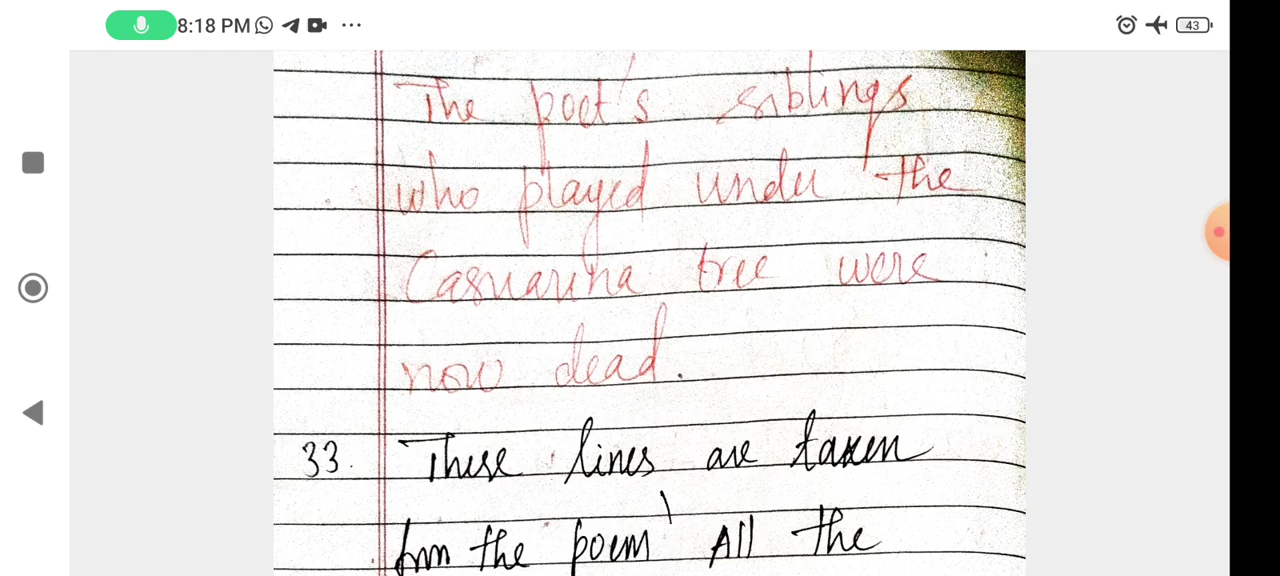 8:18 PM
43
The poet's siblings
who played under the
Casuarina tree were
now dead.
33. These lines are taken
from the poem ' All the